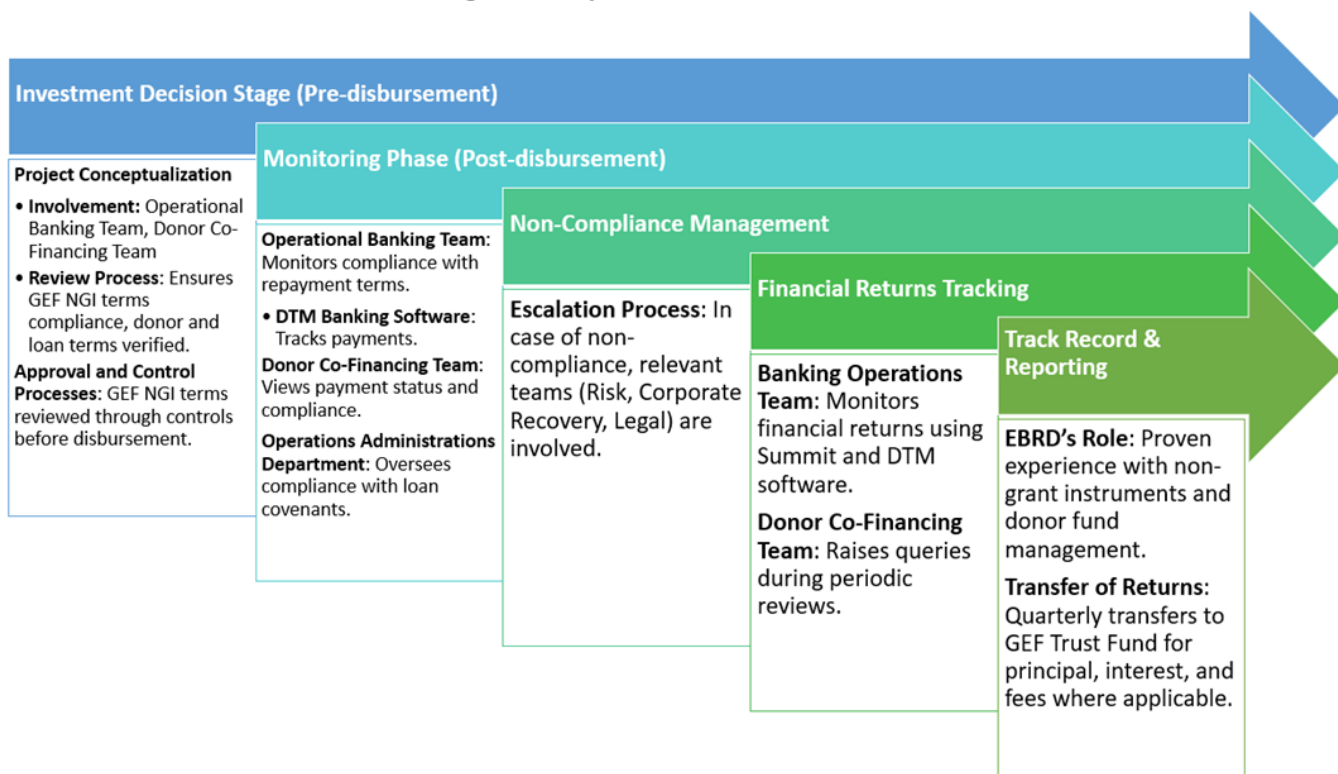 Investment Decision Stage (Pre-disbursement)
Project Conceptualization
• Involvement: Operational
Banking Team, Donor Co-
Financing Team
• Review Process: Ensures
GEF NGI terms
compliance, donor and
loan terms verified.
Approval and Control
Processes: GEF NGI terms
reviewed through controls
before disbursement.
Monitoring Phase (Post-disbursement)
Operational Banking Team:
Monitors compliance with
repayment terms.
• DTM Banking Software:
Tracks payments.
Donor Co-Financing Team:
Views payment status and
compliance.
Operations Administrations
Department: Oversees
compliance with loan
covenants.
Non-Compliance Management
Escalation Process: In
case of non-
compliance, relevant
teams (Risk, Corporate
Recovery, Legal) are
involved.
Financial Returns Tracking
Banking Operations
Team: Monitors
financial returns using
Summit and DTM
software.
Donor Co-Financing
Team: Raises queries
during periodic
reviews.
Track Record &
Reporting
EBRD’s Role: Proven
experience with non-
grant instruments and
donor fund
management.
Transfer of Returns:
Quarterly transfers to
GEF Trust Fund for
principal, interest, and
fees where applicable.